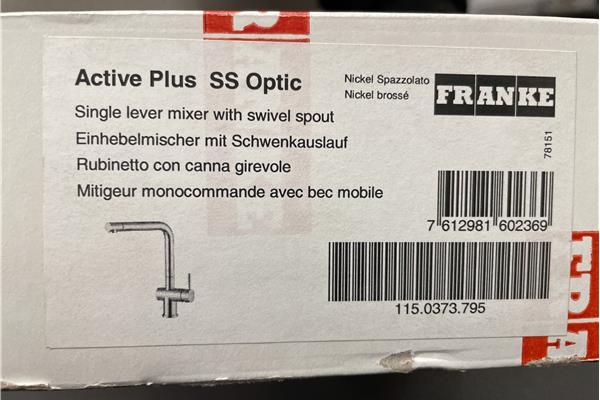 Active Plus SS Optic
Nickel Spazzolato
Nickel brossé
FRANKE
Single lever mixer with swivel spout
Einhebelmischer mit Schwenkauslauf
Rubinetto con canna girevole
Mitigeur monocommande avec bec mobile
78151
7 612981 602369
115.0373.795